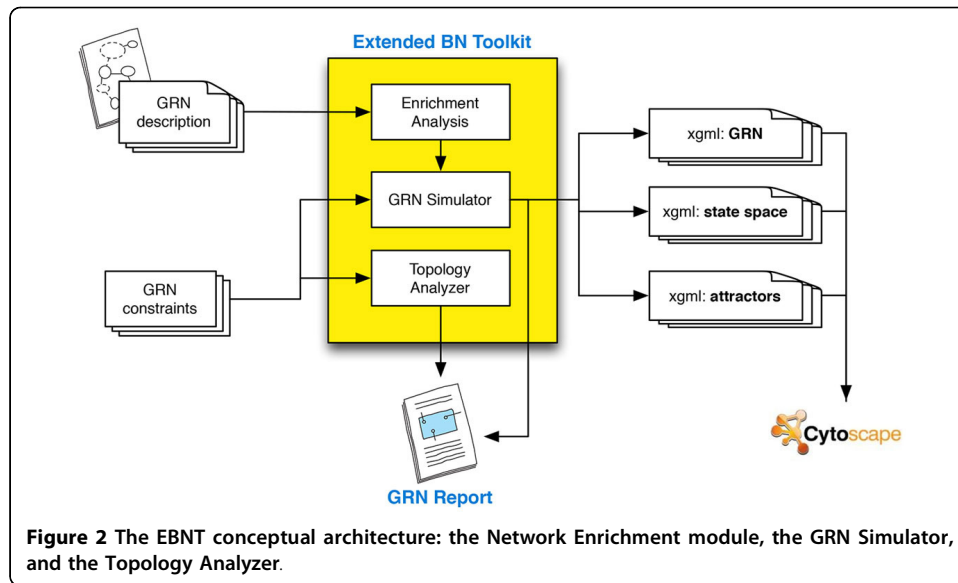 Extended BN Toolkit
GRN
description
Enrichment
Analysis
xgml: GRN
GRN Simulator
xgml: state space
GRN
constraints
Topology
Analyzer
xgml: attractors
Cytoscape
GRN Report
Figure 2 The EBNT conceptual architecture: the Network Enrichment module, the GRN Simulator,
and the Topology Analyzer.